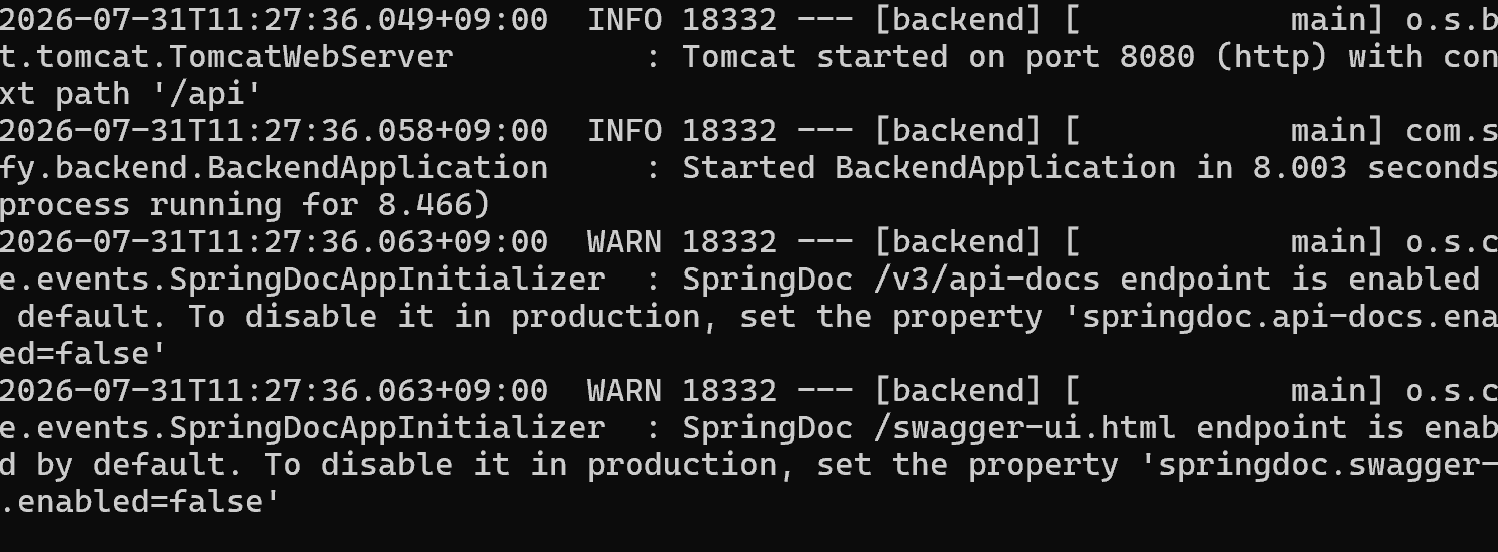 2026-07-31T11:27:36.049+09:00  INFO 18332 --- [backend] [           main] o.s.b
t.tomcat.TomcatWebServer          : Tomcat started on port 8080 (http) with con
xt path '/api'
2026-07-31T11:27:36.058+09:00  INFO 18332 --- [backend] [           main] com.s
fy.backend.BackendApplication     : Started BackendApplication in 8.003 seconds
process running for 8.466)
2026-07-31T11:27:36.063+09:00  WARN 18332 --- [backend] [           main] o.s.c
e.events.SpringDocAppInitializer  : SpringDoc /v3/api-docs endpoint is enabled
 default. To disable it in production, set the property 'springdoc.api-docs.ena
ed=false'
2026-07-31T11:27:36.063+09:00  WARN 18332 --- [backend] [           main] o.s.c
e.events.SpringDocAppInitializer  : SpringDoc /swagger-ui.html endpoint is enab
d by default. To disable it in production, set the property 'springdoc.swagger-
.enabled=false'